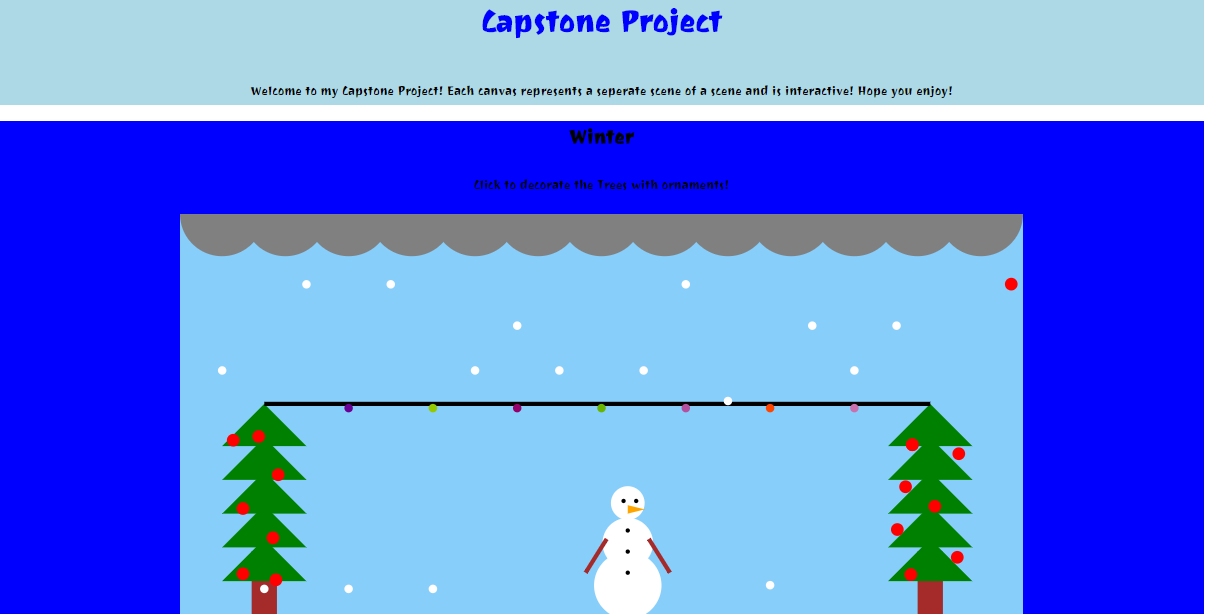 Capstone Project
Welcome to my Capstone Project! Each canvas represents a seperate scene of a scene and is interactive! Hope you enjoy!
Winter
Click to decorate the Trees with ornaments!